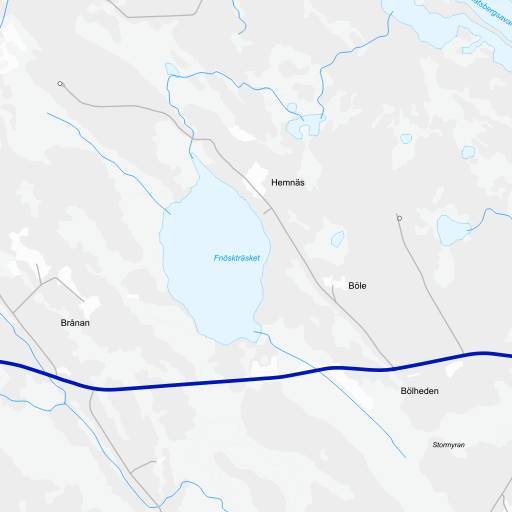 Hemnäs
Fnöskträsket
Böle
Brånan
Bölheden
Stormyran